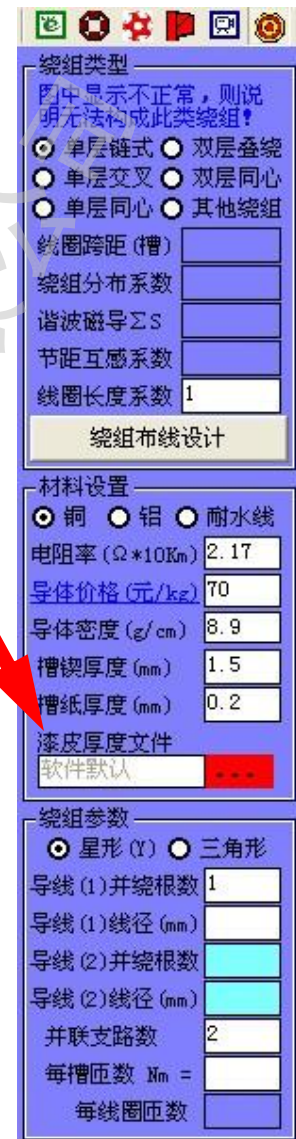 绕组类型
图中显示不正常，则说
明无法构成此类绕组！
单层链式 双层叠绕
单层交叉 双层同心
单层同心 其他绕组
线圈跨距(槽)
绕组分布系数
谐波磁导ΣS
节距互感系数
线圈长度系数 1
绕组布线设计
材料设置
铜 铝 耐水线
电阻率(Ω*10Km) 2.17
导体价格(元/kg) 70
导体密度(g/cm) 8.9
槽锲厚度(mm) 1.5
槽纸厚度(mm) 0.2
漆皮厚度文件
软件默认 ...
绕组参数
星形(Y) 三角形
导线(1)并绕根数 1
导线(1)线径(mm)
导线(2)并绕根数
导线(2)线径(mm)
并联支路数 2
每槽匝数 Nm =
每线圈匝数